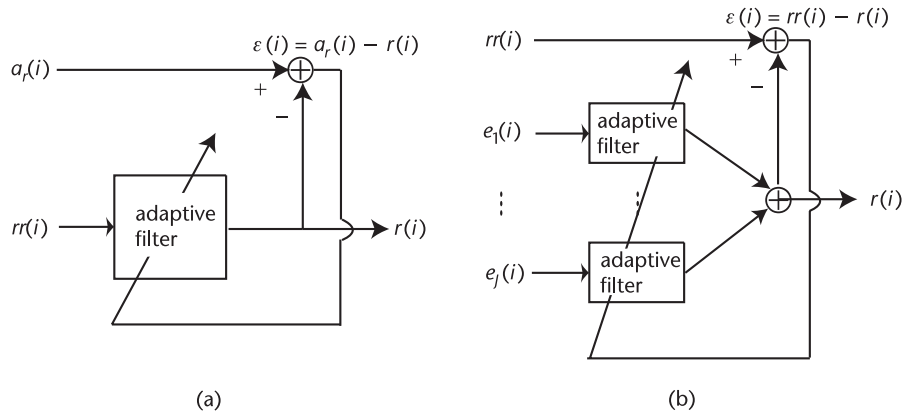 ε(i) = a_r(i) − r(i)
a_r(i)
+
−
adaptive
filter
rr(i)
r(i)
(a)
ε(i) = rr(i) − r(i)
rr(i)
+
−
e_1(i)
adaptive
filter
r(i)
e_J(i)
adaptive
filter
(b)